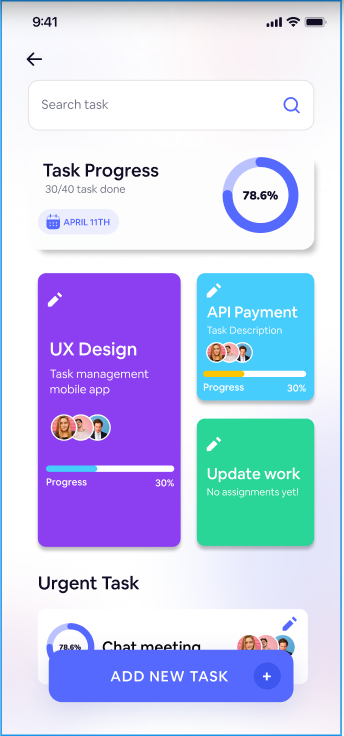 9:41
Search task
Task Progress
30/40 task done
78.6%
APRIL 11TH
UX Design
Task management
mobile app
Progress 30%
API Payment
Task Description
Progress 30%
Update work
No assignments yet!
Urgent Task
78.6%
Chat meeting
ADD NEW TASK +